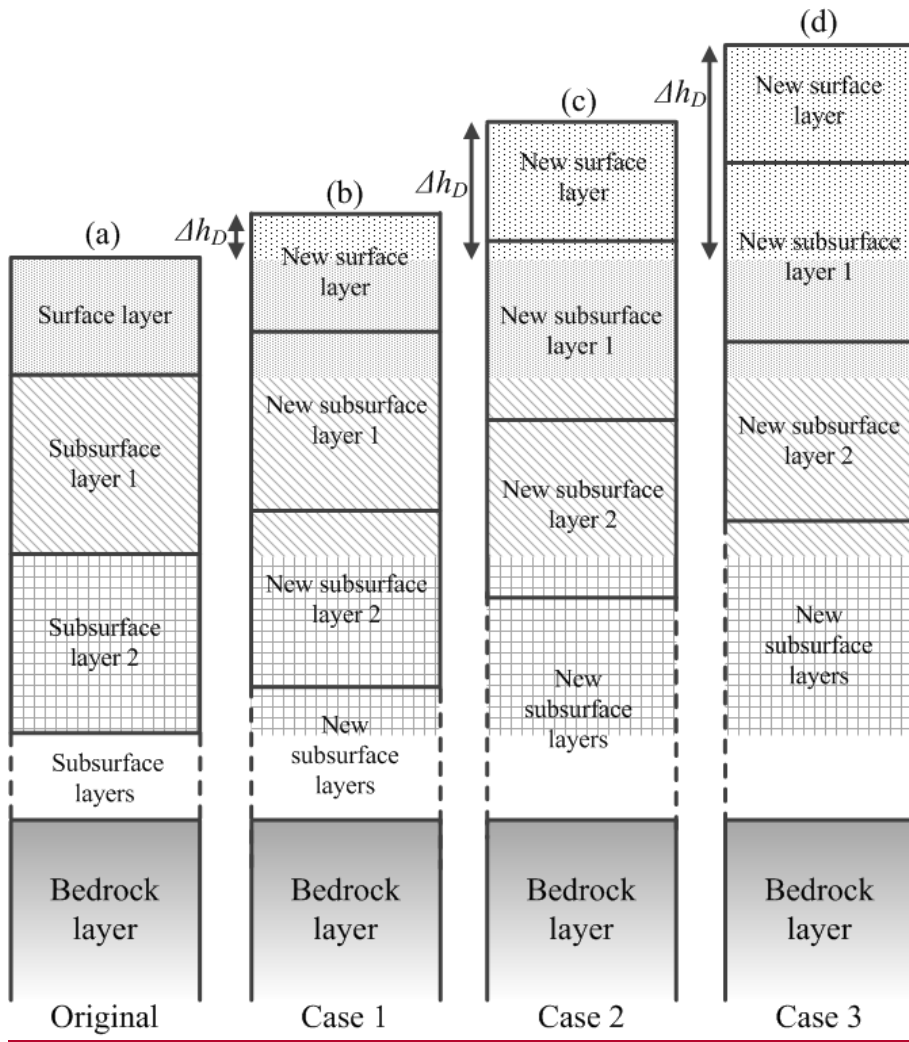 (a)
Surface layer
Subsurface
layer 1
Subsurface
layer 2
Subsurface
layers
Bedrock
layer
Original
(b)
Δh_D
New surface
layer
New subsurface
layer 1
New subsurface
layer 2
New
subsurface
layers
Bedrock
layer
Case 1
(c)
Δh_D
New surface
layer
New subsurface
layer 1
New subsurface
layer 2
New
subsurface
layers
Bedrock
layer
Case 2
(d)
Δh_D
New surface
layer
New subsurface
layer 1
New subsurface
layer 2
New
subsurface
layers
Bedrock
layer
Case 3